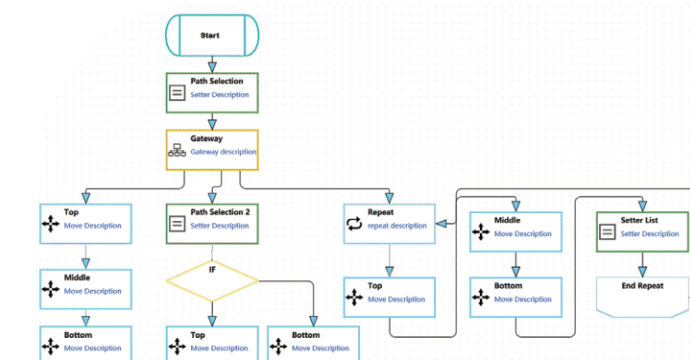 Start
Path Selection
Setter Description
Gateway
Gateway description
Top
Move Description
Path Selection 2
Setter Description
Repeat
repeat description
Middle
Move Description
Setter List
Setter Description
Middle
Move Description
IF
Top
Move Description
Bottom
Move Description
End Repeat
Bottom
Move Description
Top
Move Description
Bottom
Move Description